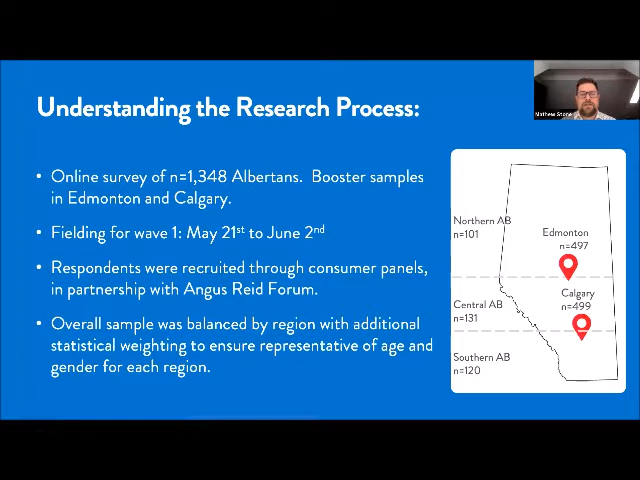 Understanding the Research Process:
Mathew Stone
• Online survey of n=1,348 Albertans.  Booster samples
in Edmonton and Calgary.
• Fielding for wave 1: May 21st to June 2nd
• Respondents were recruited through consumer panels,
in partnership with Angus Reid Forum.
• Overall sample was balanced by region with additional
statistical weighting to ensure representative of age and
gender for each region.
Northern AB
n=101
Edmonton
n=497
Calgary
n=499
Central AB
n=131
Southern AB
n=120